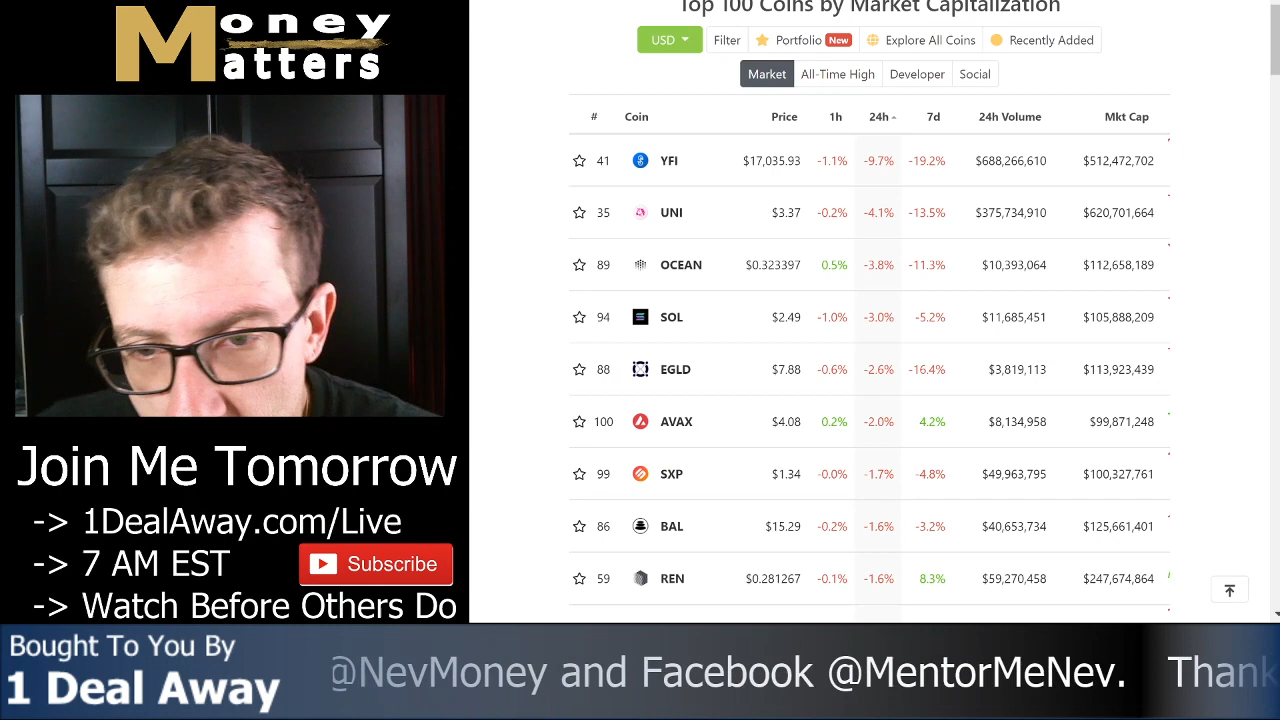 Money
Matters
Join Me Tomorrow
-> 1DealAway.com/Live
-> 7 AM EST
Subscribe
-> Watch Before Others Do
Top 100 Coins by Market Capitalization
USD Filter Portfolio New Explore All Coins Recently Added
Market All-Time High Developer Social
# Coin Price 1h 24h 7d 24h Volume Mkt Cap
41 YFI $17,035.93 -1.1% -9.7% -19.2% $688,266,610 $512,472,702
35 UNI $3.37 -0.2% -4.1% -13.5% $375,734,910 $620,701,664
89 OCEAN $0.323397 0.5% -3.8% -11.3% $10,393,064 $112,658,189
94 SOL $2.49 -1.0% -3.0% -5.2% $11,685,451 $105,888,209
88 EGLD $7.88 -0.6% -2.6% -16.4% $3,819,113 $113,923,439
100 AVAX $4.08 0.2% -2.0% 4.2% $8,134,958 $99,871,248
99 SXP $1.34 -0.0% -1.7% -4.8% $49,963,795 $100,327,761
86 BAL $15.29 -0.2% -1.6% -3.2% $40,653,734 $125,661,401
59 REN $0.281267 -0.1% -1.6% 8.3% $59,270,458 $247,674,864
Bought To You By
1 Deal Away
@NevMoney and Facebook @MentorMeNev. Thank